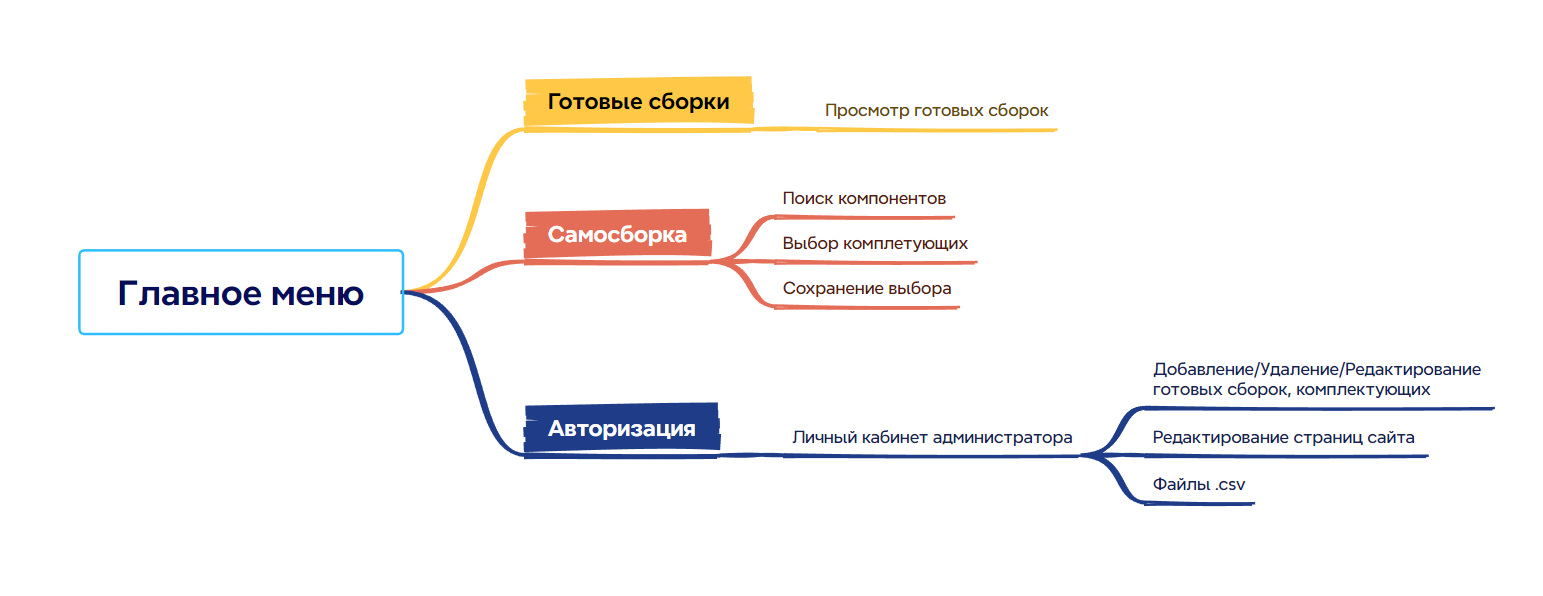 Готовые сборки
Просмотр готовых сборок
Поиск компонентов
Самосборка
Выбор комплетующих
Сохранение выбора
Главное меню
Добавление/Удаление/Редактирование
готовых сборок, комплектующих
Авторизация
Личный кабинет администратора
Редактирование страниц сайта
Файлы .csv